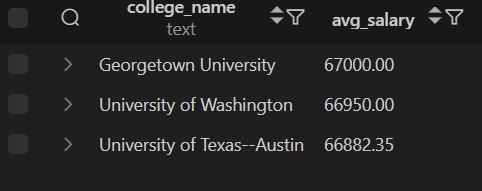 college_name
text
avg_salary
Georgetown University 67000.00
University of Washington 66950.00
University of Texas--Austin 66882.35